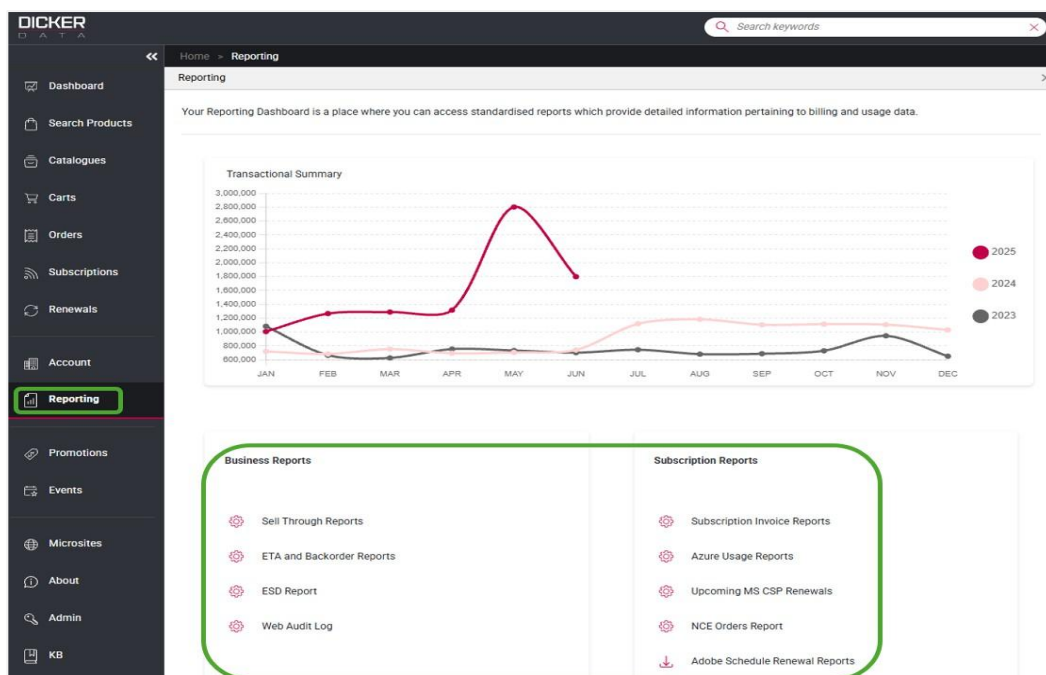 DICKER
DATA
Search keywords
Home > Reporting
Reporting
Dashboard
Search Products
Catalogues
Carts
Orders
Subscriptions
Renewals
Account
Reporting
Promotions
Events
Microsites
About
Admin
KB
Your Reporting Dashboard is a place where you can access standardised reports which provide detailed information pertaining to billing and usage data.
Transactional Summary
3,000,000
2,800,000
2,600,000
2,400,000
2,200,000
2,000,000
1,800,000
1,600,000
1,400,000
1,200,000
1,000,000
800,000
600,000
JAN FEB MAR APR MAY JUN JUL AUG SEP OCT NOV DEC
2025
2024
2023
Business Reports
Sell Through Reports
ETA and Backorder Reports
ESD Report
Web Audit Log
Subscription Reports
Subscription Invoice Reports
Azure Usage Reports
Upcoming MS CSP Renewals
NCE Orders Report
Adobe Schedule Renewal Reports